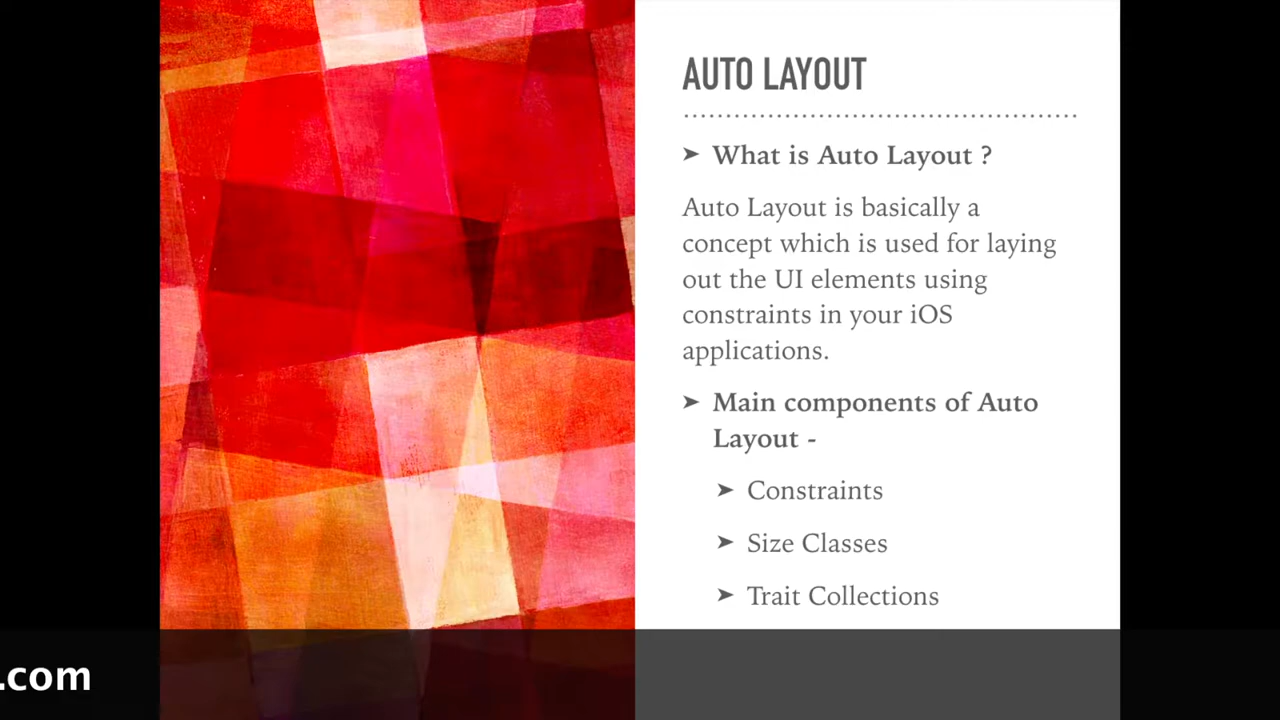 AUTO LAYOUT
➤ What is Auto Layout ?
Auto Layout is basically a
concept which is used for laying
out the UI elements using
constraints in your iOS
applications.
➤ Main components of Auto
Layout -
➤ Constraints
➤ Size Classes
➤ Trait Collections
.com